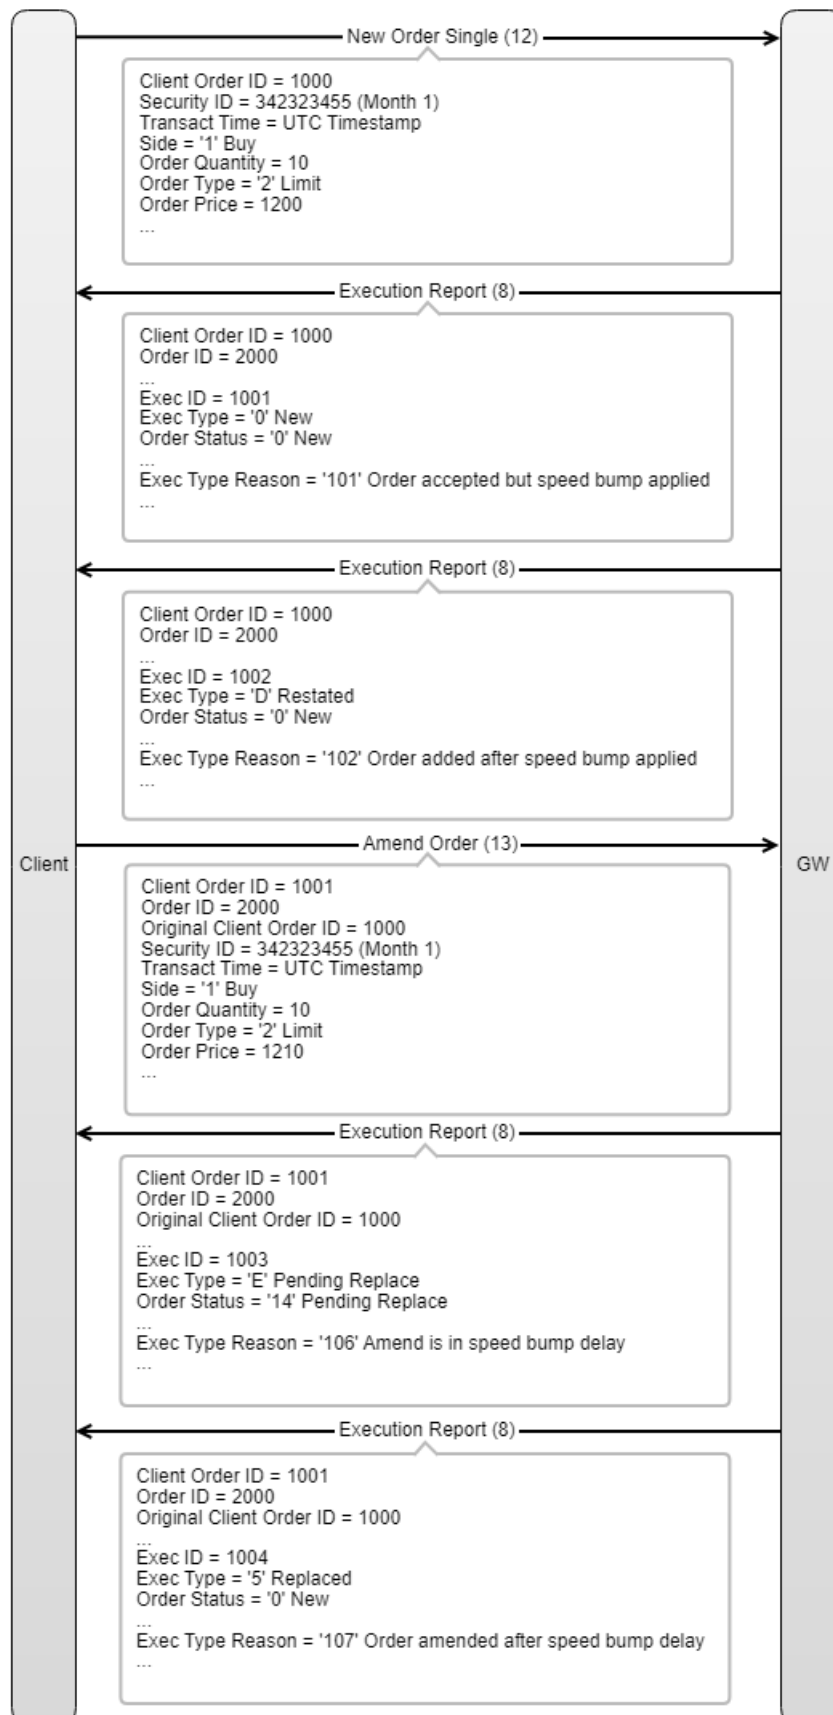 New Order Single (12)
Client Order ID = 1000
Security ID = 342323455 (Month 1)
Transact Time = UTC Timestamp
Side = '1' Buy
Order Quantity = 10
Order Type = '2' Limit
Order Price = 1200
...
Execution Report (8)
Client Order ID = 1000
Order ID = 2000
...
Exec ID = 1001
Exec Type = '0' New
Order Status = '0' New
...
Exec Type Reason = '101' Order accepted but speed bump applied
...
Execution Report (8)
Client Order ID = 1000
Order ID = 2000
...
Exec ID = 1002
Exec Type = 'D' Restated
Order Status = '0' New
...
Exec Type Reason = '102' Order added after speed bump applied
...
Amend Order (13)
Client
GW
Client Order ID = 1001
Order ID = 2000
Original Client Order ID = 1000
Security ID = 342323455 (Month 1)
Transact Time = UTC Timestamp
Side = '1' Buy
Order Quantity = 10
Order Type = '2' Limit
Order Price = 1210
...
Execution Report (8)
Client Order ID = 1001
Order ID = 2000
Original Client Order ID = 1000
...
Exec ID = 1003
Exec Type = 'E' Pending Replace
Order Status = '14' Pending Replace
...
Exec Type Reason = '106' Amend is in speed bump delay
...
Execution Report (8)
Client Order ID = 1001
Order ID = 2000
Original Client Order ID = 1000
...
Exec ID = 1004
Exec Type = '5' Replaced
Order Status = '0' New
...
Exec Type Reason = '107' Order amended after speed bump delay
...